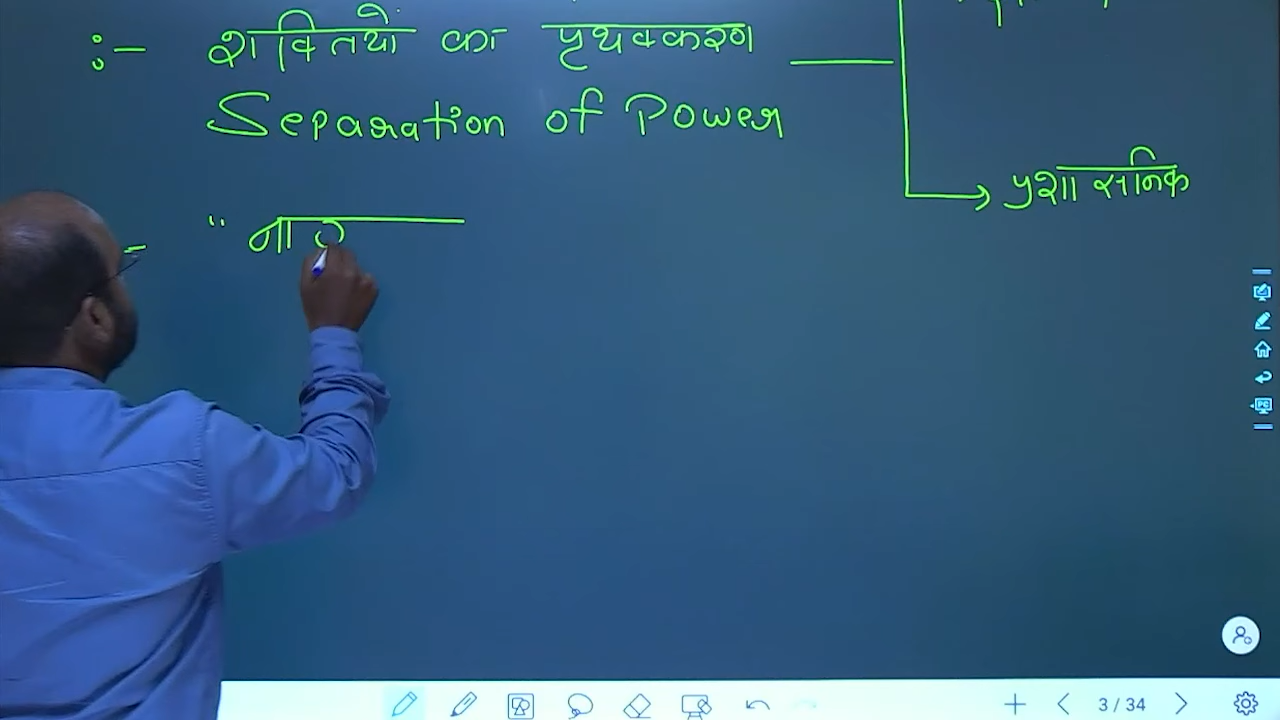 :- शक्तियों का पृथक्करण
Separation of Power
प्रशासनिक
- " ना
3 / 34